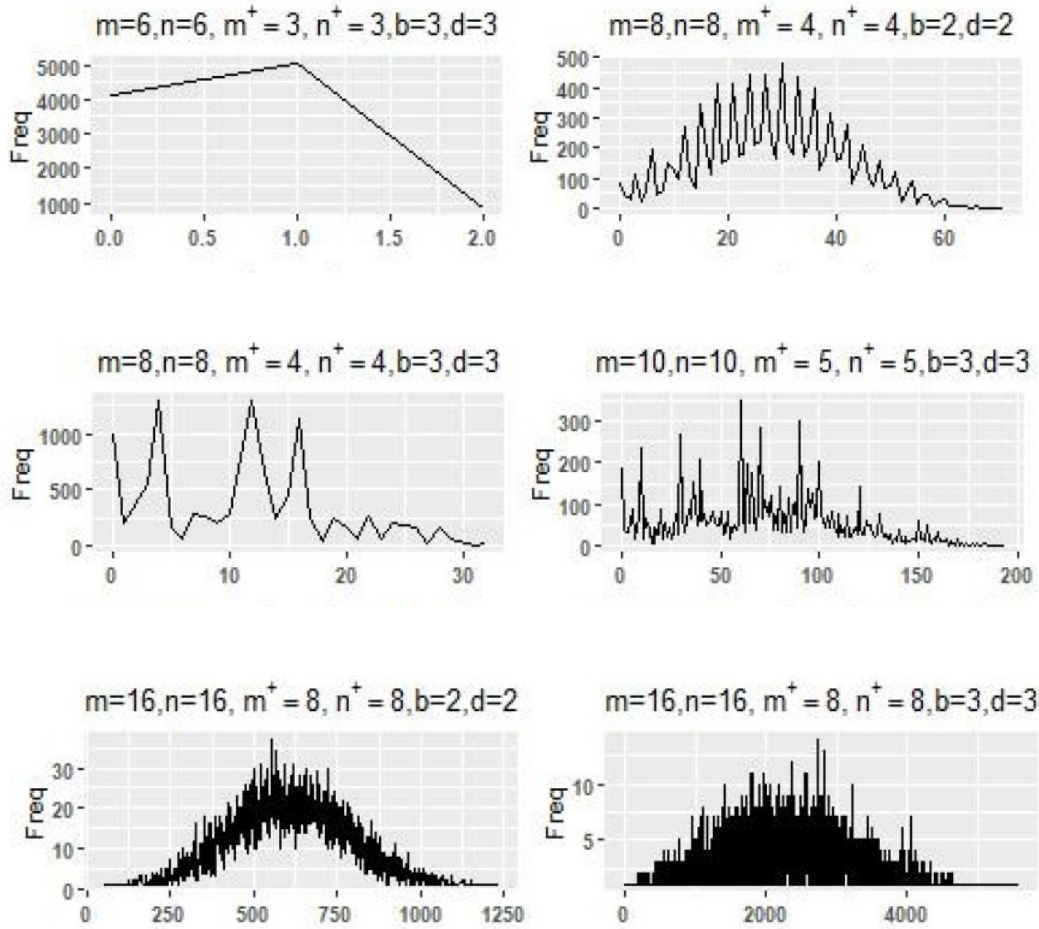 m=6,n=6, m⁺ = 3, n⁺ = 3,b=3,d=3
5000
4000
3000
2000
1000
Freq
0.0 0.5 1.0 1.5 2.0
m=8,n=8, m⁺ = 4, n⁺ = 4,b=2,d=2
500
400
300
200
100
0
Freq
0 20 40 60
m=8,n=8, m⁺ = 4, n⁺ = 4,b=3,d=3
1000
500
0
Freq
0 10 20 30
m=10,n=10, m⁺ = 5, n⁺ = 5,b=3,d=3
300
200
100
0
Freq
0 50 100 150 200
m=16,n=16, m⁺ = 8, n⁺ = 8,b=2,d=2
30
20
10
0
Freq
0 250 500 750 1000 1250
m=16,n=16, m⁺ = 8, n⁺ = 8,b=3,d=3
10
5
Freq
0 2000 4000